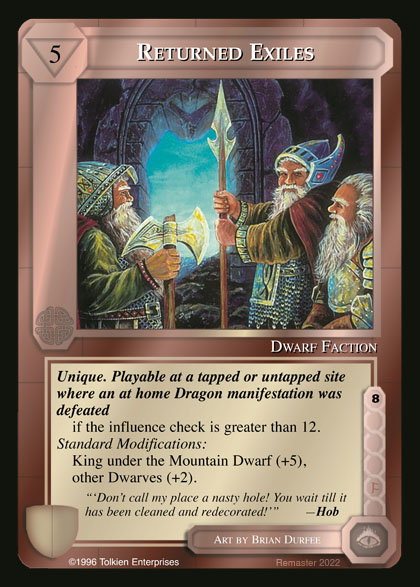 5
RETURNED EXILES
DWARF FACTION
Unique. Playable at a tapped or untapped site
where an at home Dragon manifestation was
defeated
if the influence check is greater than 12.
Standard Modifications:
King under the Mountain Dwarf (+5),
other Dwarves (+2).
“‘Don't call my place a nasty hole! You wait till it
has been cleaned and redecorated!’” —Hob
8
R
ART BY BRIAN DURFEE
©1996 Tolkien Enterprises
Remaster 2022